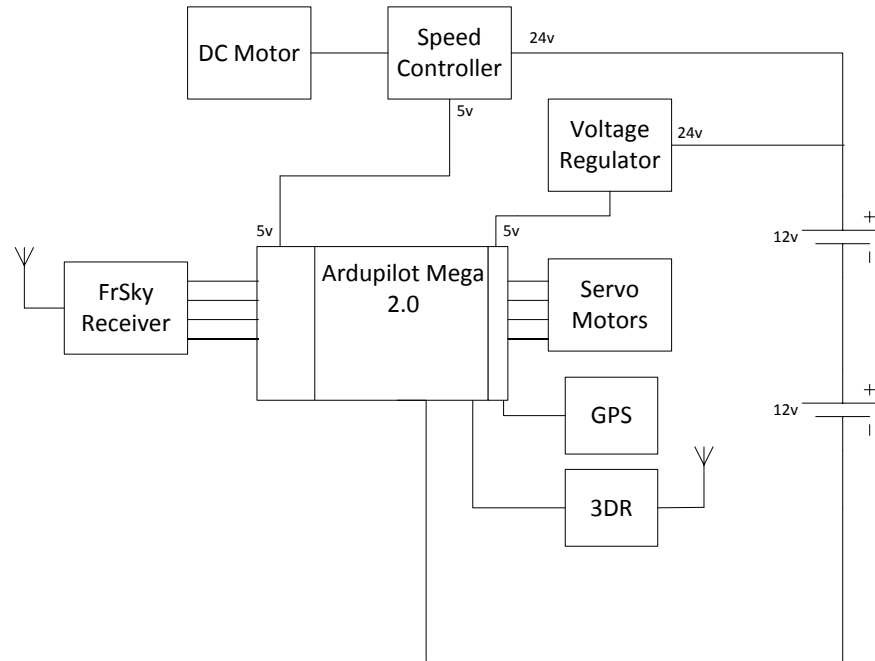 DC Motor
Speed
Controller
24v
5v
Voltage
Regulator
24v
5v
5v
Ardupilot Mega
2.0
FrSky
Receiver
Servo
Motors
12v
+
-
GPS
12v
+
-
3DR